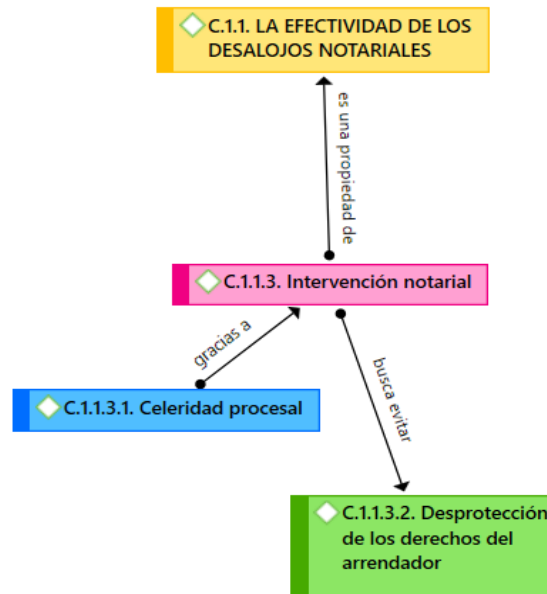 C.1.1. LA EFECTIVIDAD DE LOS
DESALOJOS NOTARIALES
es una propiedad de
C.1.1.3. Intervención notarial
gracias a
busca evitar
C.1.1.3.1. Celeridad procesal
C.1.1.3.2. Desprotección
de los derechos del
arrendador